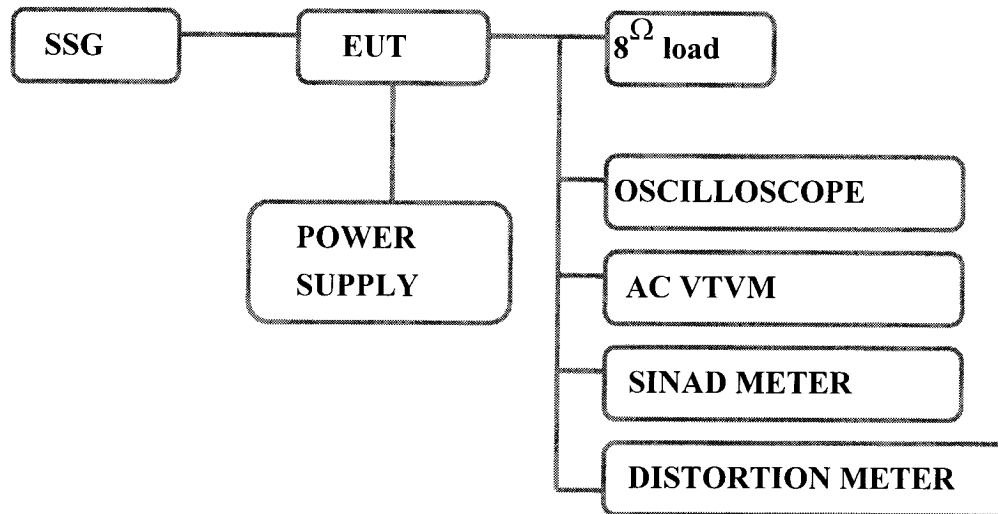 SSG
EUT
8Ω load
POWER
SUPPLY
OSCILLOSCOPE
AC VTVM
SINAD METER
DISTORTION METER